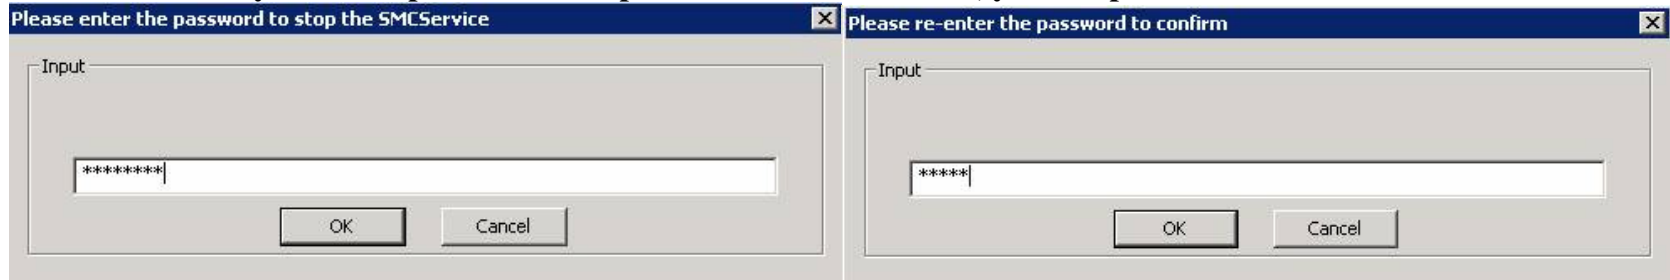 Please enter the password to stop the SMCService
Input
********
OK
Cancel
Please re-enter the password to confirm
Input
*****
OK
Cancel